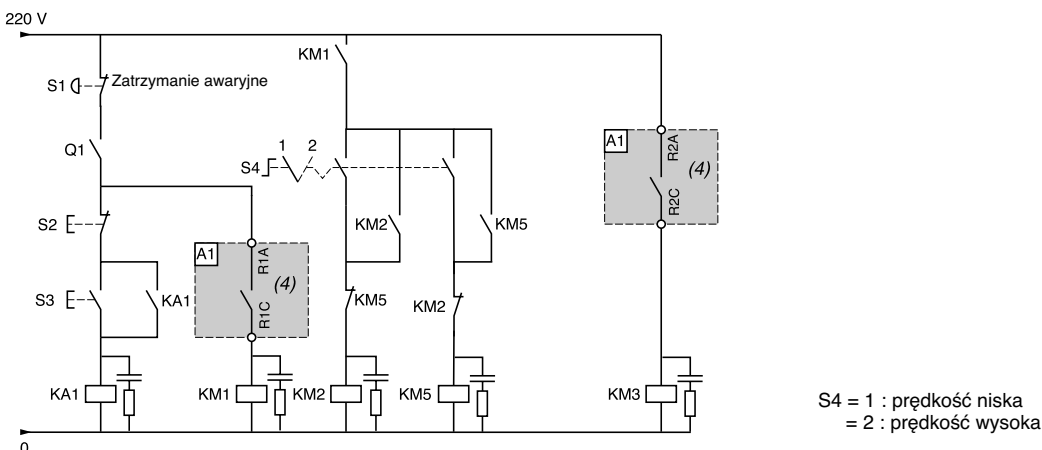 220 V
KM1
S1
Zatrzymanie awaryjne
Q1
1 2
S4
A1
R2A
(4)
R2C
S2
KM2
KM5
A1
R1A
(4)
R1C
S3
KA1
KM5
KM2
KA1
KM1
KM2
KM5
KM3
S4 = 1 : prędkość niska
= 2 : prędkość wysoka
0